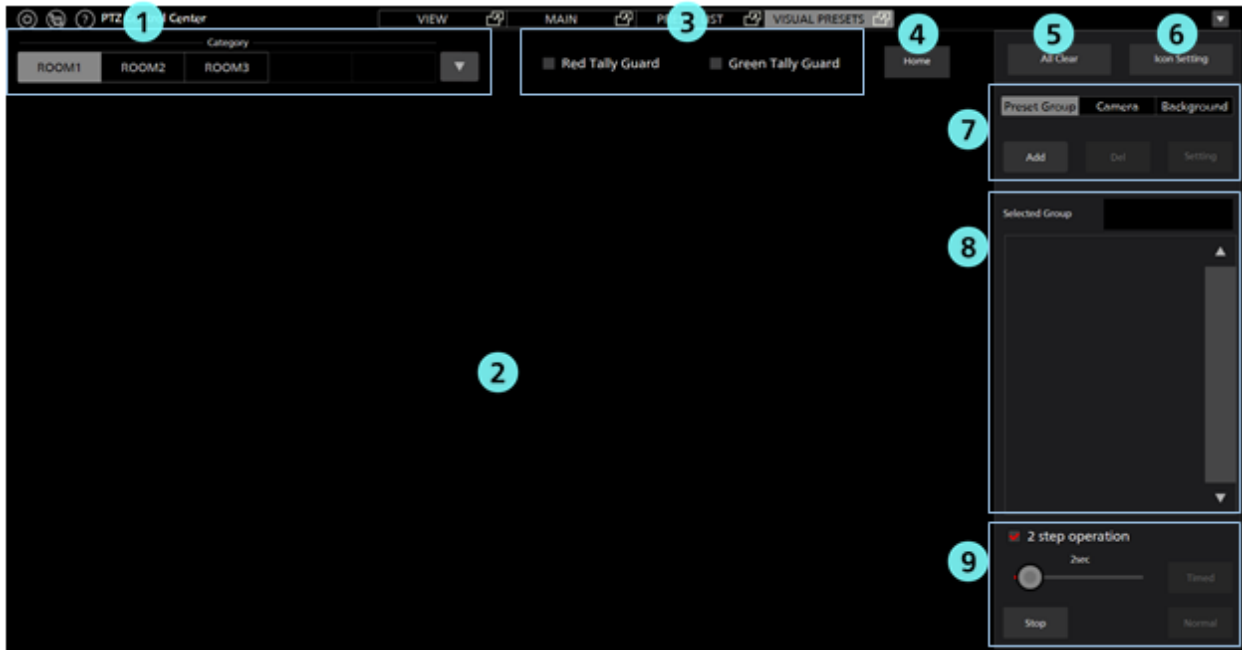 PTZ Center
VIEW
MAIN
VISUAL PRESETS
1
3
4
5
6
Category
ROOM1 ROOM2 ROOM3
Red Tally Guard Green Tally Guard
Home
All Clear
Icon Setting
7
Preset Group Camera Background
Add Del Setting
8
Selected Group
2
9
2 step operation
2sec
Timed
Stop Normal